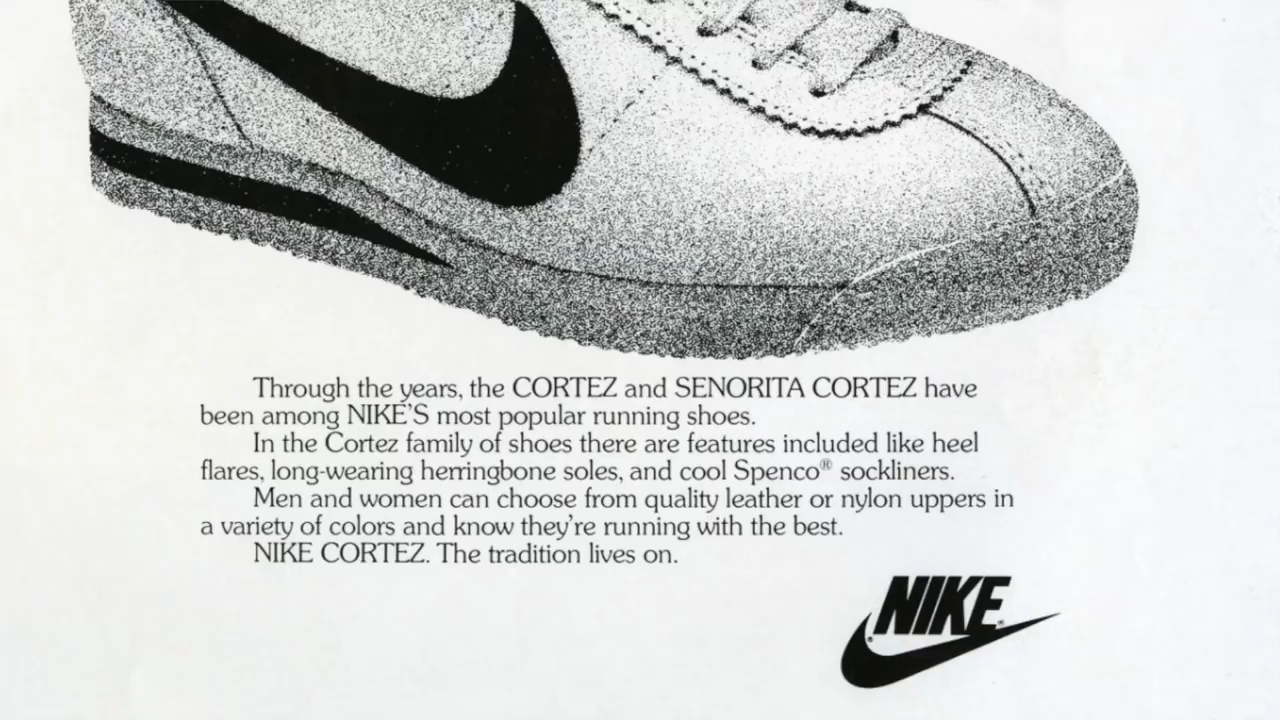 Through the years, the CORTEZ and SENORITA CORTEZ have
been among NIKE'S most popular running shoes.
In the Cortez family of shoes there are features included like heel
flares, long-wearing herringbone soles, and cool Spenco® sockliners.
Men and women can choose from quality leather or nylon uppers in
a variety of colors and know they're running with the best.
NIKE CORTEZ. The tradition lives on.
NIKE®